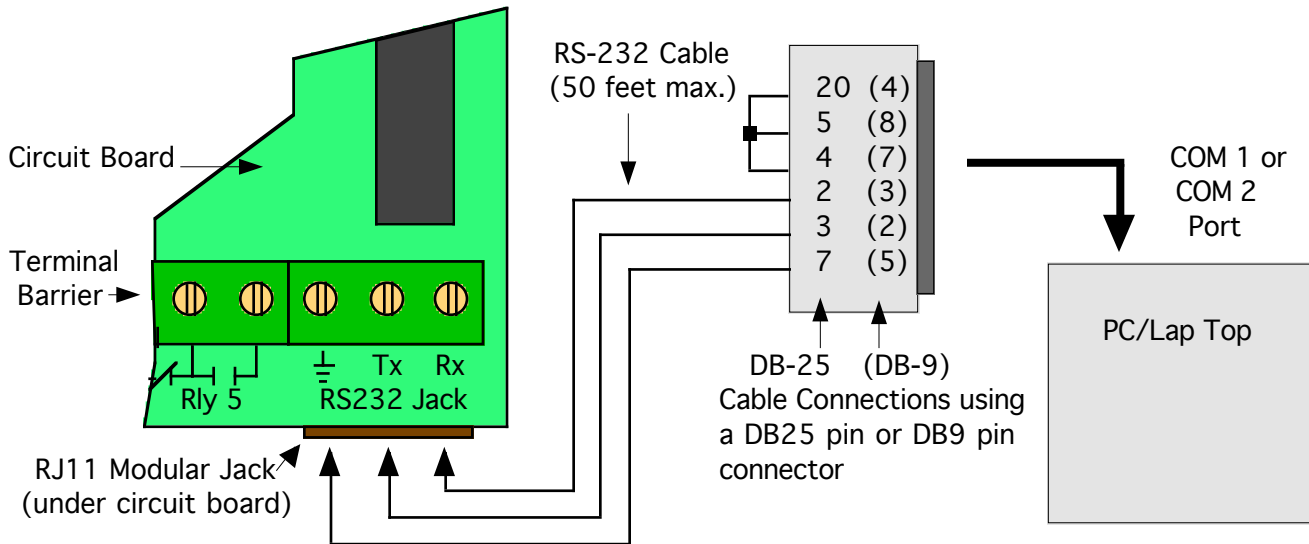 RS-232 Cable
(50 feet max.)
20 (4)
5 (8)
4 (7)
2 (3)
3 (2)
7 (5)
Circuit Board
COM 1 or
COM 2
Port
Terminal
Barrier
PC/Lap Top
Tx Rx
Rly 5 RS232 Jack
DB-25 (DB-9)
Cable Connections using
a DB25 pin or DB9 pin
connector
RJ11 Modular Jack
(under circuit board)